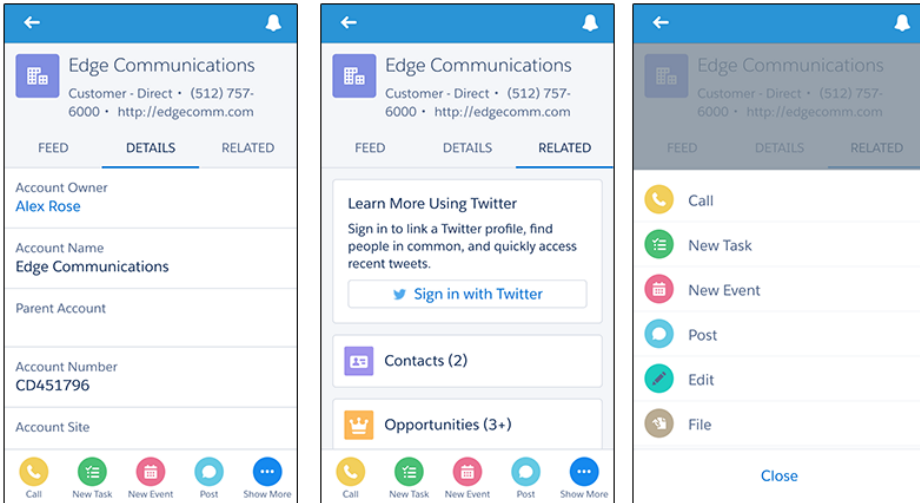 Edge Communications
Customer - Direct • (512) 757-
6000 • http://edgecomm.com
FEED DETAILS RELATED
Account Owner
Alex Rose
Account Name
Edge Communications
Parent Account
Account Number
CD451796
Account Site
Call New Task New Event Post Show More
Edge Communications
Customer - Direct • (512) 757-
6000 • http://edgecomm.com
FEED DETAILS RELATED
Learn More Using Twitter
Sign in to link a Twitter profile, find
people in common, and quickly access
recent tweets.
Sign in with Twitter
Contacts (2)
Opportunities (3+)
Call New Task New Event Post Show More
Edge Communications
Customer - Direct • (512) 757-
6000 • http://edgecomm.com
FEED DETAILS RELATED
Call
New Task
New Event
Post
Edit
File
Close